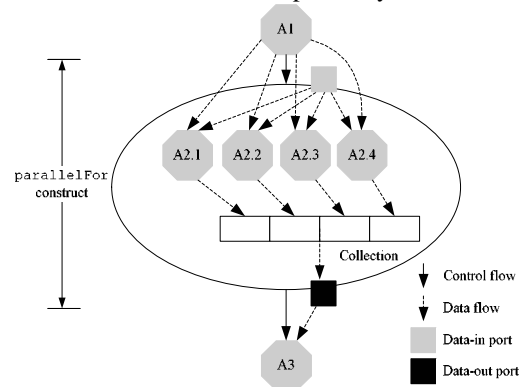 A1
A2.1 A2.2 A2.3 A2.4
parallelFor
construct
Collection
Control flow
Data flow
Data-in port
Data-out port
A3